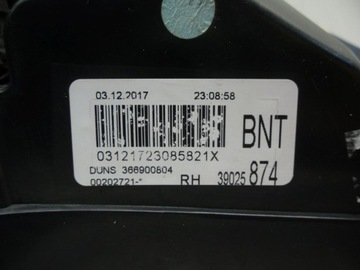 03.12.2017 23:08:58
BNT
03121723085821X
DUNS 366900804
00202721-*
RH 39025 874